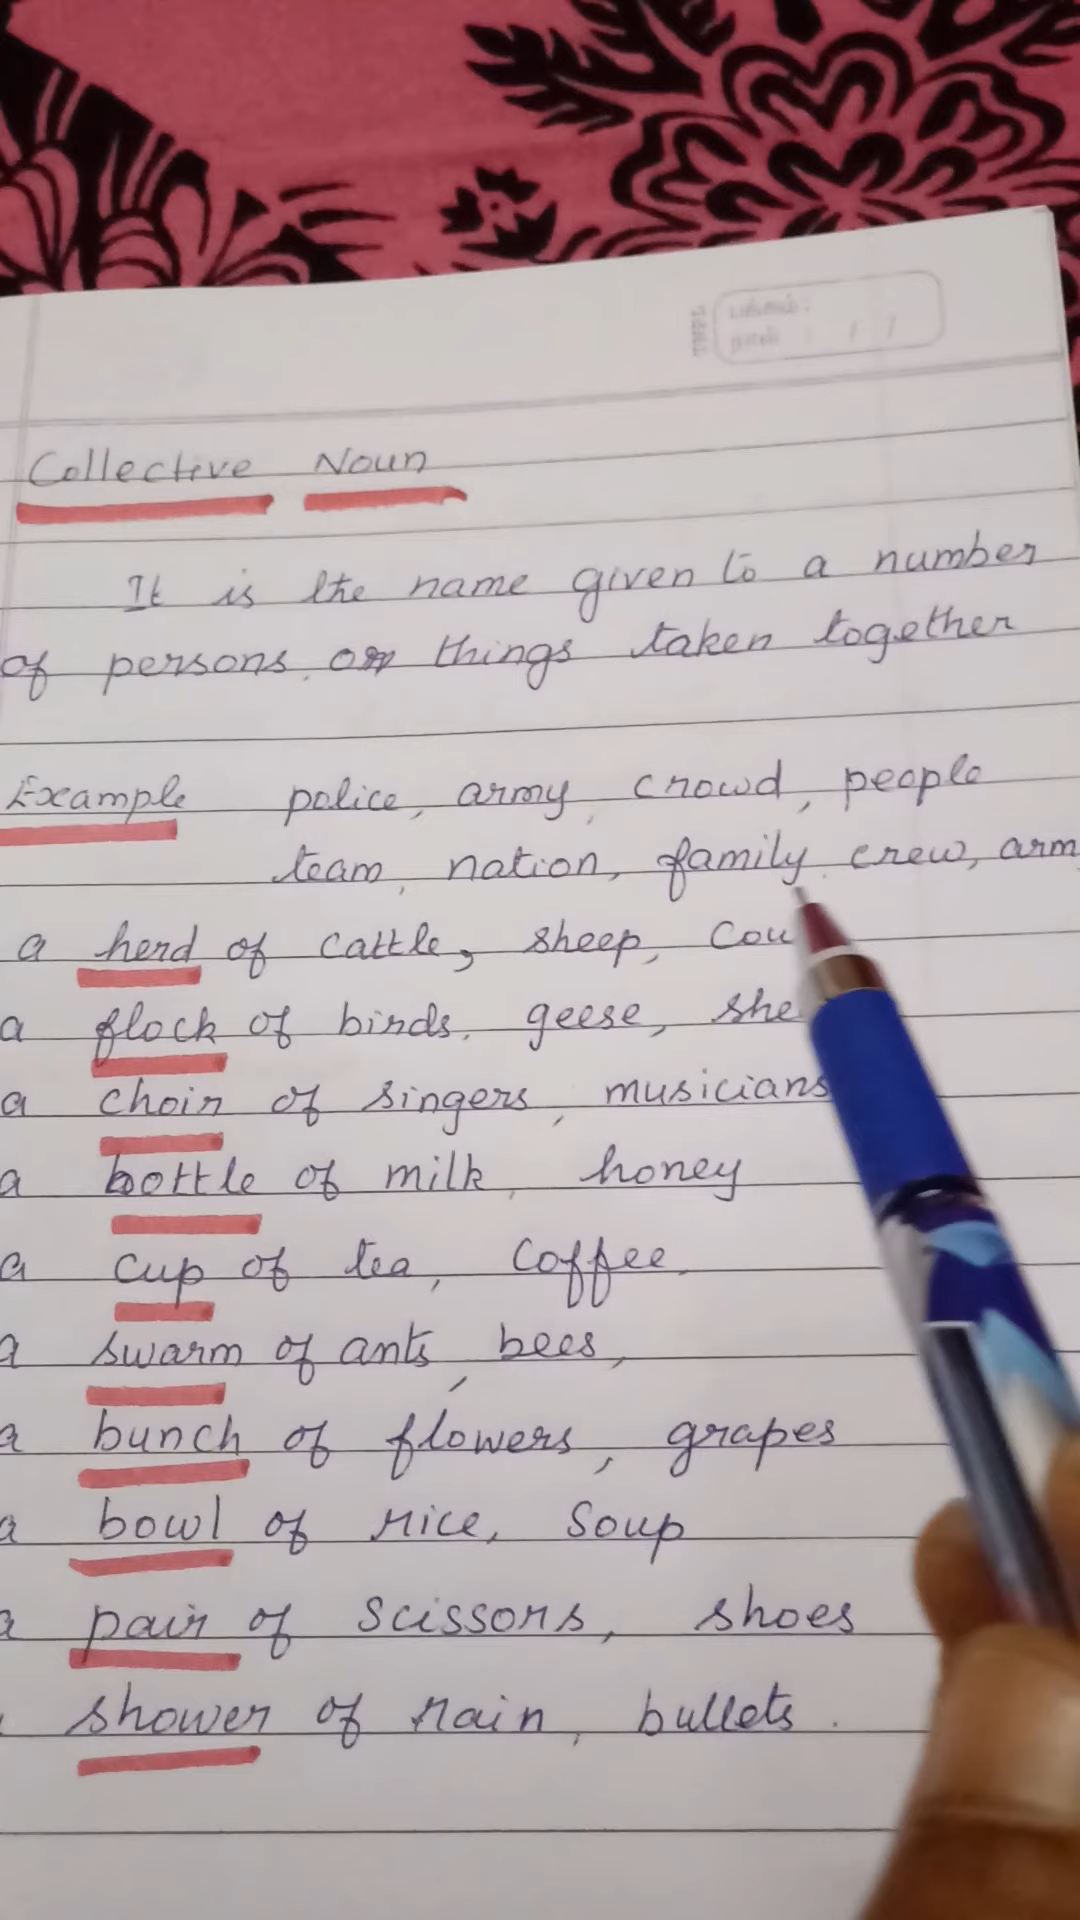 Collective Noun
It is the name given to a number
of persons or things taken together
Example police, army, crowd, people
team, nation, family, crew, arm
a herd of cattle, sheep,
a flock of birds, geese,
a choir of singers, musicians
a bottle of milk, honey
a cup of tea, coffee,
a swarm of ants, bees,
a bunch of flowers, grapes
a bowl of rice, soup
a pair of scissors, shoes
shower of rain, bullets.